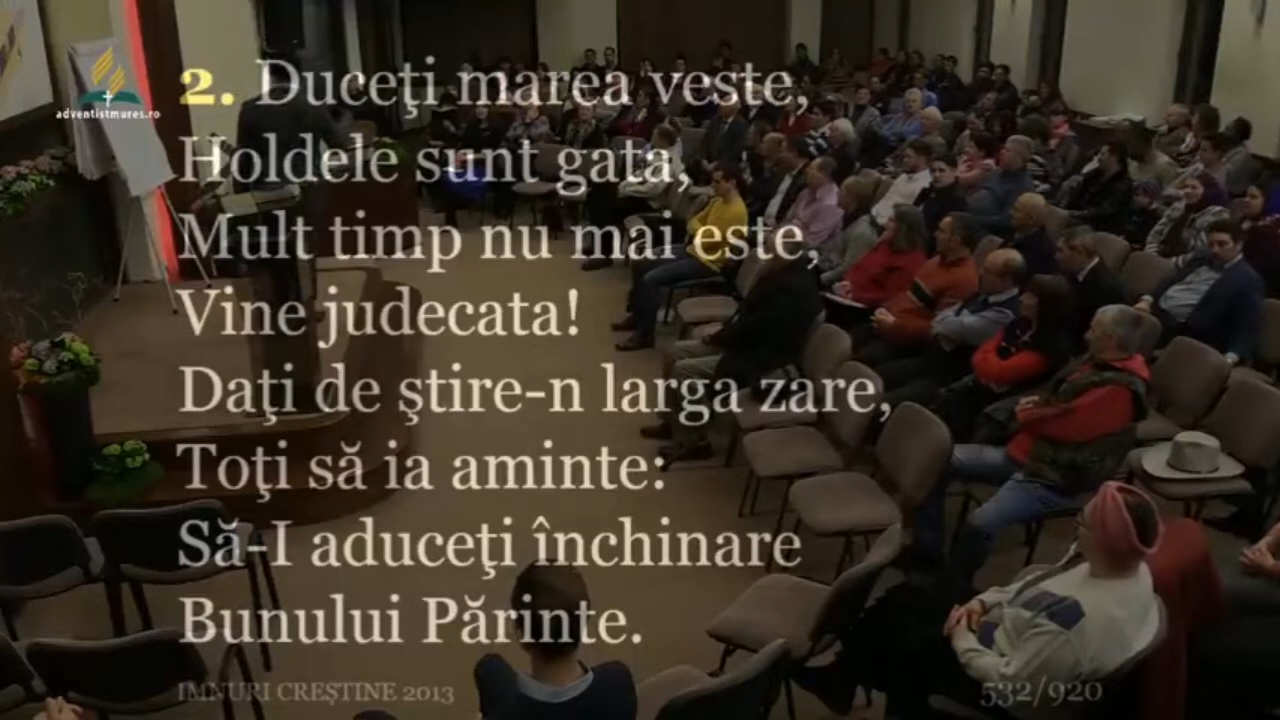 adventistmures.ro
2. Duceţi marea veste,
Holdele sunt gata,
Mult timp nu mai este,
Vine judecata!
Daţi de ştire-n larga zare,
Toţi să ia aminte:
Să-I aduceţi închinare
Bunului Părinte.
IMNURI CREŞTINE 2013
532/920